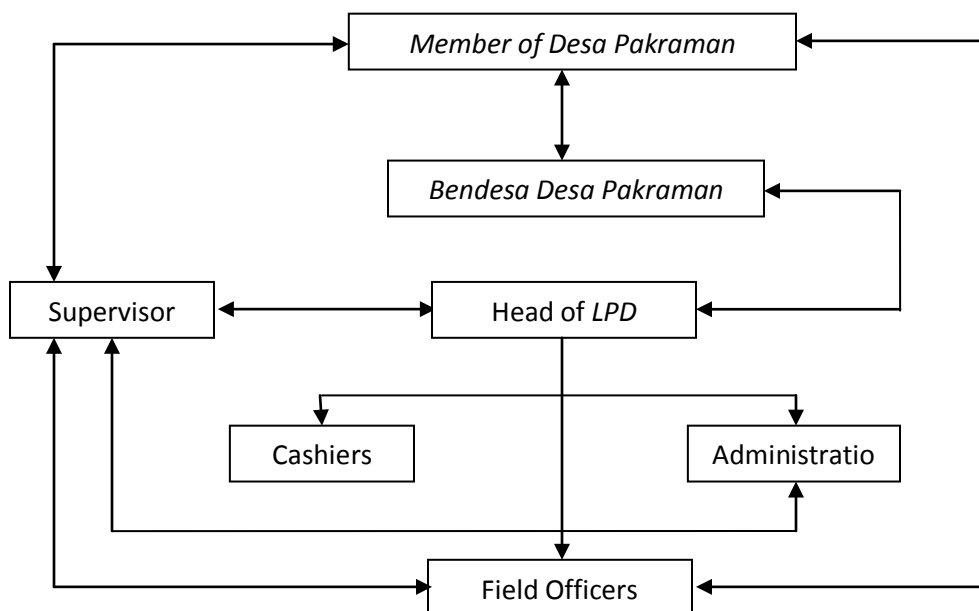 Member of Desa Pakraman
Bendesa Desa Pakraman
Supervisor
Head of LPD
Cashiers
Administratio
Field Officers